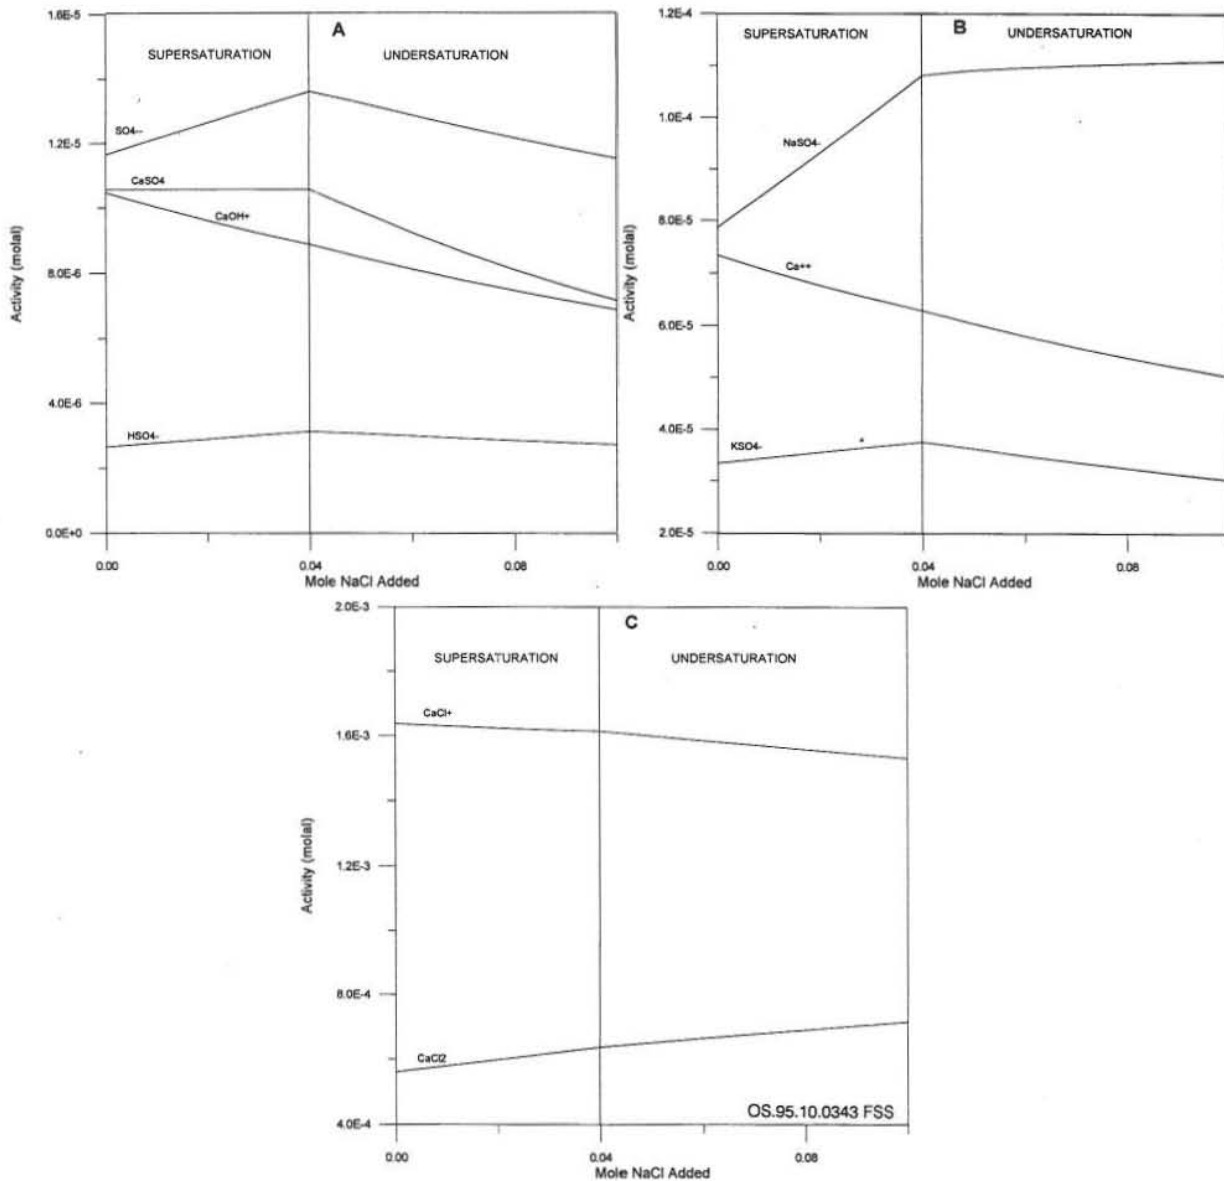 1.6E-5
A
SUPERSATURATION
UNDERSATURATION
SO4--
1.2E-5
CaSO4
CaOH+
8.0E-6
Activity (molal)
4.0E-6
HSO4-
0.0E+0
0.00
0.04
0.08
Mole NaCl Added
1.2E-4
B
SUPERSATURATION
UNDERSATURATION
1.0E-4
NaSO4-
8.0E-5
Ca++
Activity (molal)
6.0E-5
4.0E-5
KSO4-
2.0E-5
0.00
0.04
0.08
Mole NaCl Added
2.0E-3
C
SUPERSATURATION
UNDERSATURATION
CaCl+
1.6E-3
1.2E-3
Activity (molal)
8.0E-4
CaCl2
OS.95.10.0343 FSS
4.0E-4
0.00
0.04
0.08
Mole NaCl Added